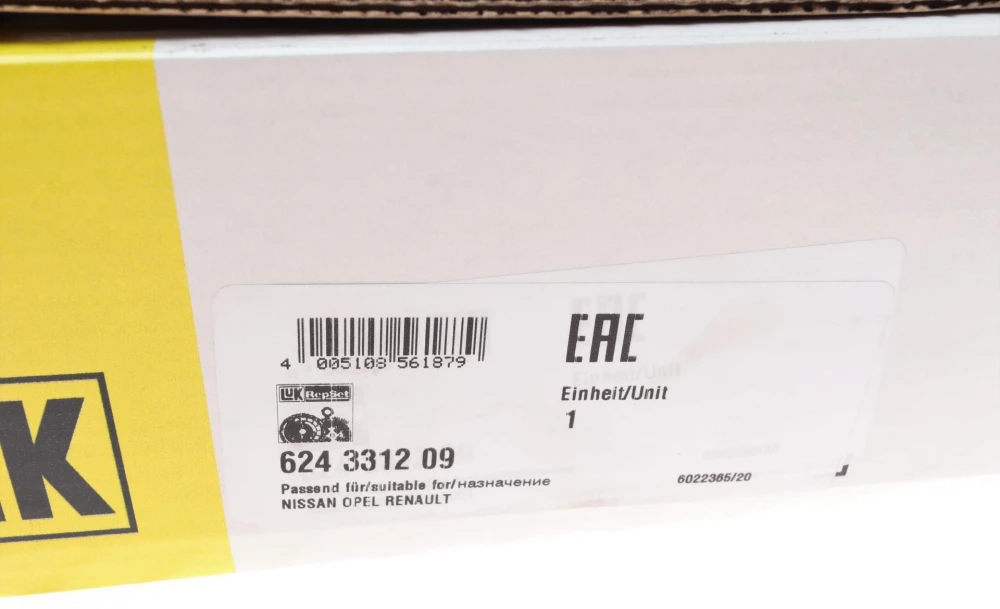 EAC
4 005108 561879
Einheit/Unit
1
LUK RepSet
624 3312 09
Passend für/suitable for/назначение
NISSAN OPEL RENAULT
6022365/20
UK